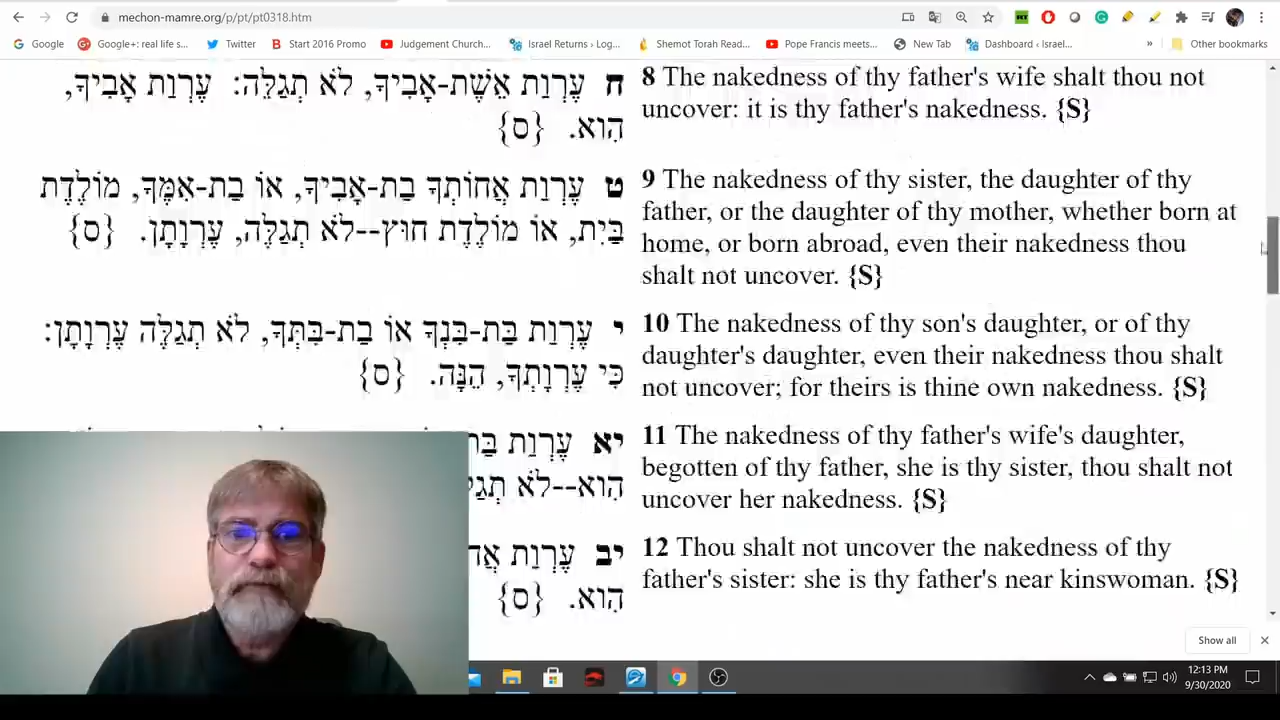 mechon-mamre.org/p/pt/pt0318.htm
Google
Google+: real life s...
Twitter
Start 2016 Promo
Judgement Church...
Israel Returns › Log...
Shemot Torah Read...
Pope Francis meets...
New Tab
Dashboard ‹ Israel...
»
Other bookmarks
ח עֶרְוַת אֵשֶׁת-אָבִיךָ, לֹא תְגַלֵּה: עֶרְוַת אָבִיךָ,
הִוא. {ס}
8 The nakedness of thy father's wife shalt thou not
uncover: it is thy father's nakedness. {S}
ט עֶרְוַת אֲחוֹתְךָ בַת-אָבִיךָ, אוֹ בַת-אִמֶּךָ, מוֹלֶדֶת
בַּיִת, אוֹ מוֹלֶדֶת חוּץ--לֹא תְגַלֶּה, עֶרְוָתָן. {ס}
9 The nakedness of thy sister, the daughter of thy
father, or the daughter of thy mother, whether born at
home, or born abroad, even their nakedness thou
shalt not uncover. {S}
י עֶרְוַת בַּת-בִּנְךָ אוֹ בַת-בִּתְּךָ, לֹא תְגַלֶּה עֶרְוָתָן:
כִּי עֶרְוָתְךָ, הֵנָּה. {ס}
10 The nakedness of thy son's daughter, or of thy
daughter's daughter, even their nakedness thou shalt
not uncover; for theirs is thine own nakedness. {S}
יא עֶרְוַת
הִוא--לֹא
11 The nakedness of thy father's wife's daughter,
begotten of thy father, she is thy sister, thou shalt not
uncover her nakedness. {S}
יב עֶרְוַת
הִוא. {ס}
12 Thou shalt not uncover the nakedness of thy
father's sister: she is thy father's near kinswoman. {S}
Show all
12:13 PM
9/30/2020